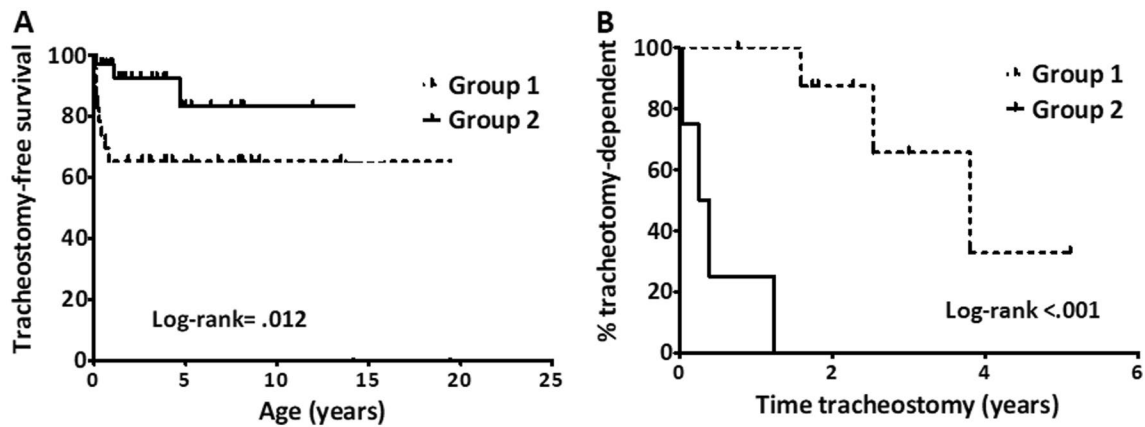 A
Tracheostomy-free survival
100
80
60
40
20
0
0 5 10 15 20 25
Age (years)
Group 1
Group 2
Log-rank= .012
B
% tracheotomy-dependent
100
80
60
40
20
0
0 2 4 6
Time tracheostomy (years)
Group 1
Group 2
Log-rank <.001